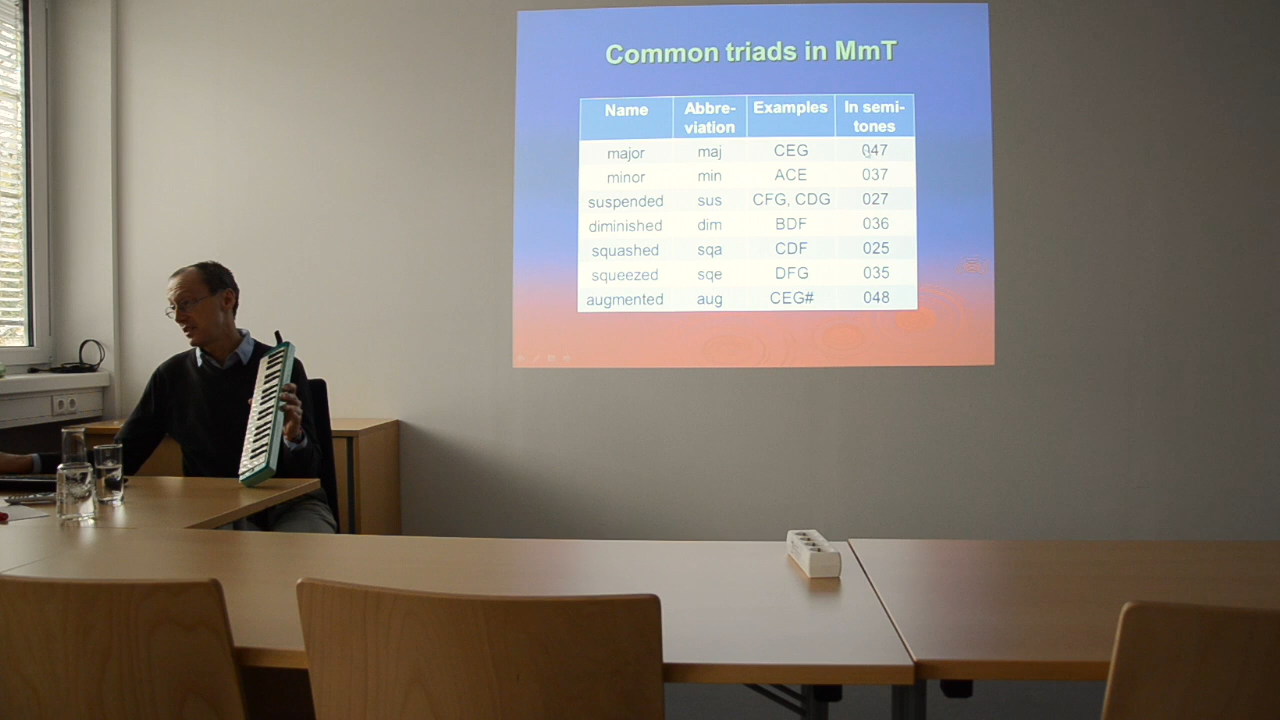 Common triads in MmT
Name Abbre- Examples In semi-
viation tones
major maj CEG 047
minor min ACE 037
suspended sus CFG, CDG 027
diminished dim BDF 036
squashed sqa CDF 025
squeezed sqe DFG 035
augmented aug CEG# 048